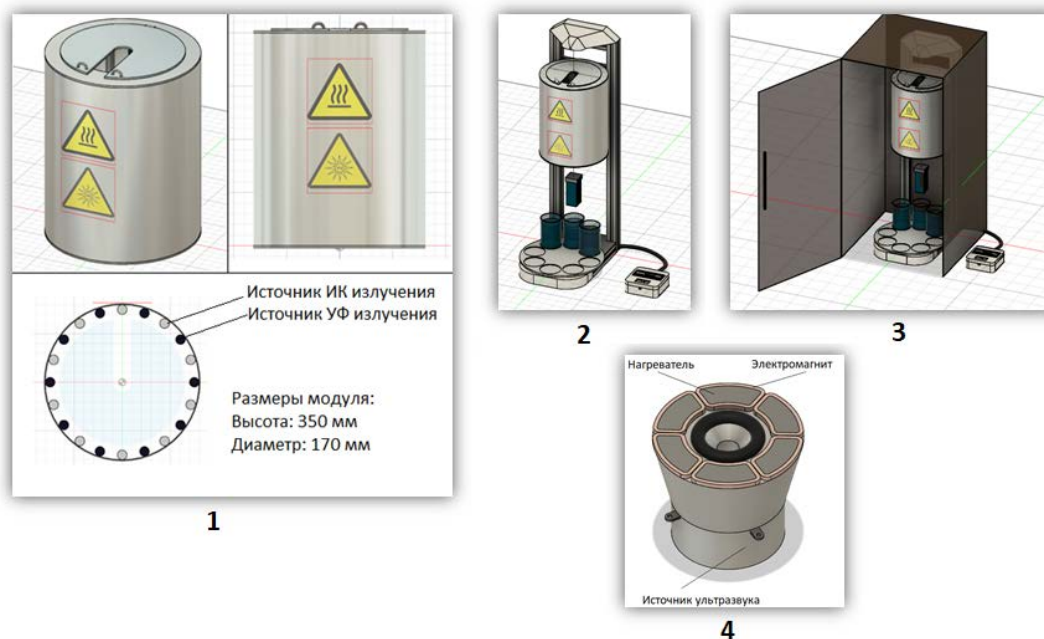 Источник ИК излучения
Источник УФ излучения
Размеры модуля:
Высота: 350 мм
Диаметр: 170 мм
1
2
3
Нагреватель
Электромагнит
Источник ультразвука
4